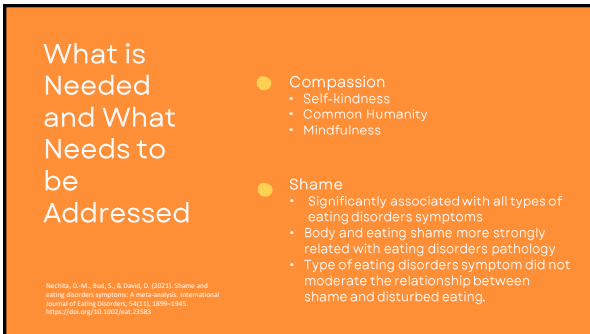 What is
Needed
and What
Needs to
be
Addressed
Compassion
• Self-kindness
• Common Humanity
• Mindfulness
Shame
• Significantly associated with all types of
eating disorders symptoms
• Body and eating shame more strongly
related with eating disorders pathology
• Type of eating disorders symptom did not
moderate the relationship between
shame and disturbed eating.
Nechita, D.-M., Bud, S., & David, D. (2021). Shame and
eating disorders symptoms: A meta-analysis. International
Journal of Eating Disorders, 54(11), 1899–1945.
https://doi.org/10.1002/eat.23583